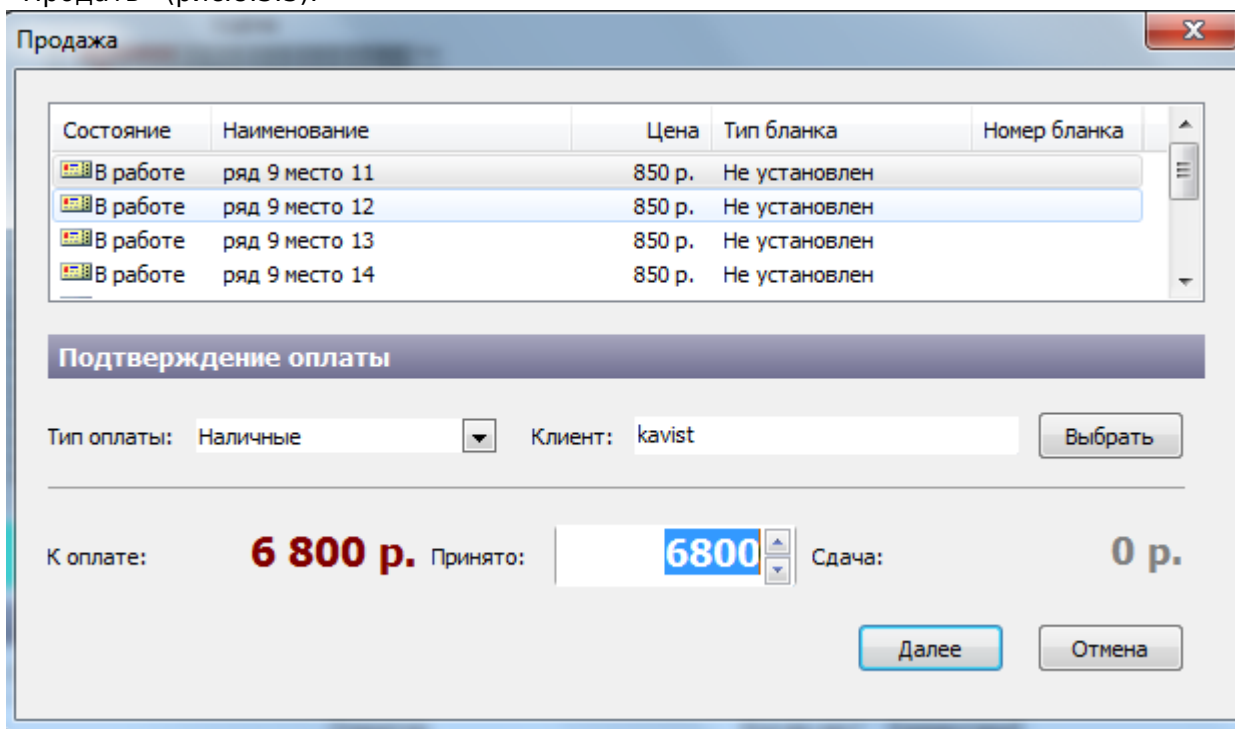 Продажа
Состояние Наименование Цена Тип бланка Номер бланка
В работе ряд 9 место 11 850 р. Не установлен
В работе ряд 9 место 12 850 р. Не установлен
В работе ряд 9 место 13 850 р. Не установлен
В работе ряд 9 место 14 850 р. Не установлен
Подтверждение оплаты
Тип оплаты: Наличные Клиент: kavist Выбрать
К оплате: 6 800 р. Принято: 6800 Сдача: 0 р.
Далее Отмена